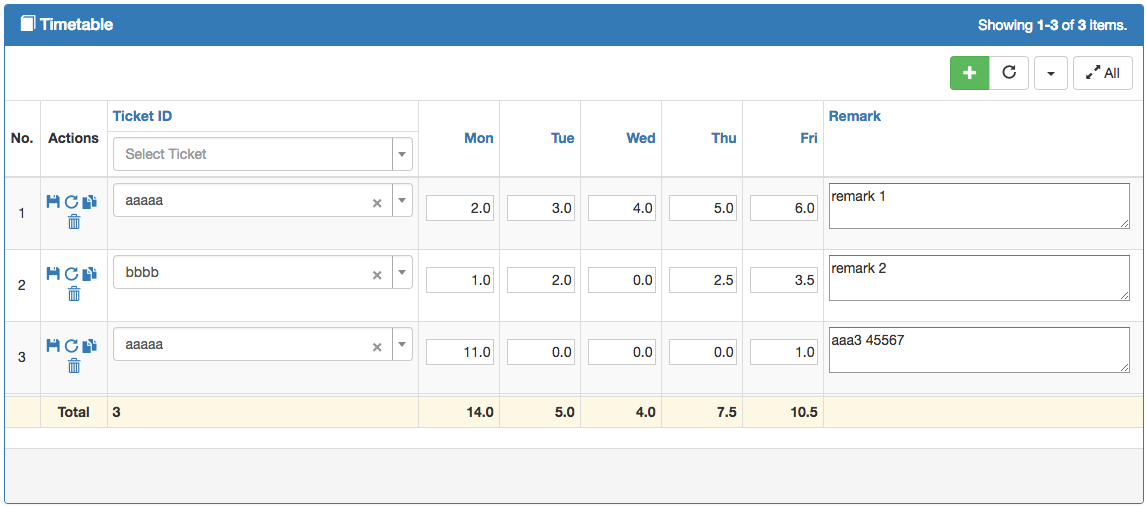 Timetable Showing 1-3 of 3 items.
All
No. Actions Ticket ID Mon Tue Wed Thu Fri Remark
Select Ticket
1 aaaaa × 2.0 3.0 4.0 5.0 6.0 remark 1
2 bbbb × 1.0 2.0 0.0 2.5 3.5 remark 2
3 aaaaa × 11.0 0.0 0.0 0.0 1.0 aaa3 45567
Total 3 14.0 5.0 4.0 7.5 10.5